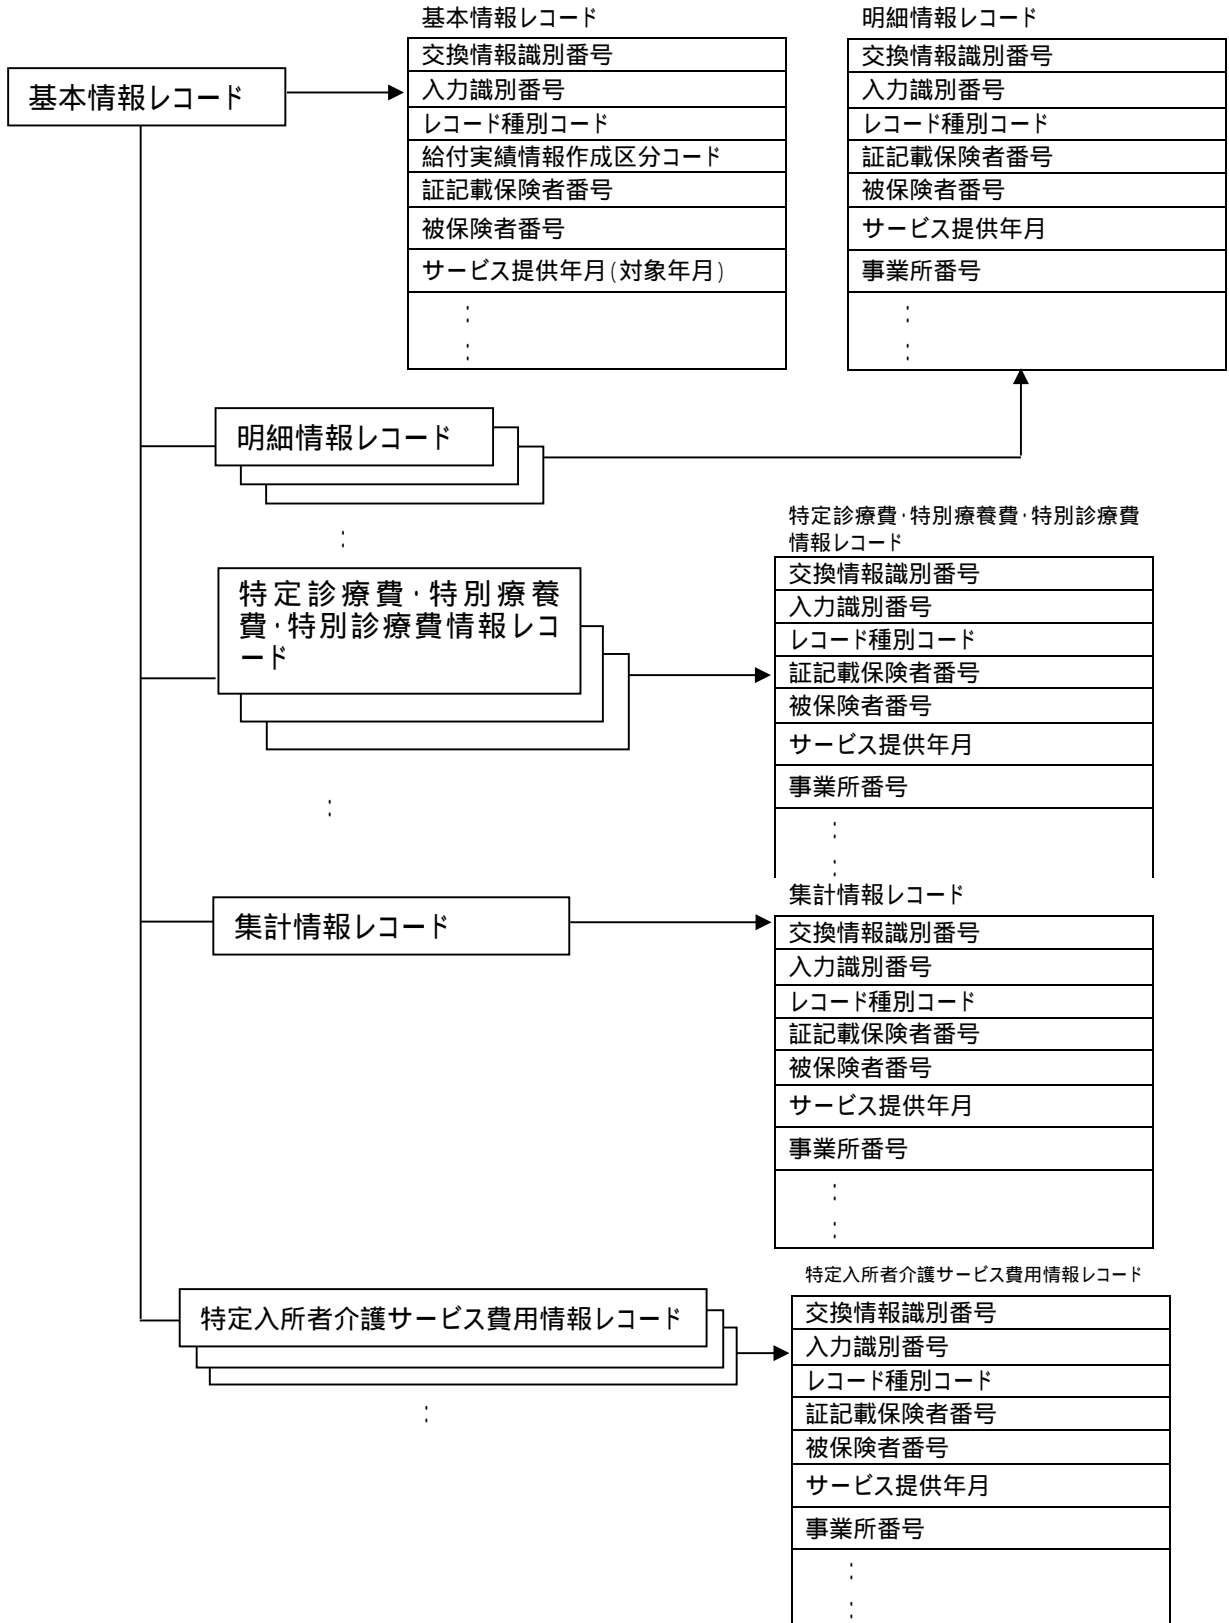 基本情報レコード
基本情報レコード
交換情報識別番号
入力識別番号
レコード種別コード
給付実績情報作成区分コード
証記載保険者番号
被保険者番号
サービス提供年月(対象年月)
:
:
明細情報レコード
交換情報識別番号
入力識別番号
レコード種別コード
証記載保険者番号
被保険者番号
サービス提供年月
事業所番号
:
:
明細情報レコード
:
特定診療費・特別療養
費・特別診療費情報レコ
ード
:
特定診療費・特別療養費・特別診療費
情報レコード
交換情報識別番号
入力識別番号
レコード種別コード
証記載保険者番号
被保険者番号
サービス提供年月
事業所番号
:
:
集計情報レコード
集計情報レコード
交換情報識別番号
入力識別番号
レコード種別コード
証記載保険者番号
被保険者番号
サービス提供年月
事業所番号
:
:
特定入所者介護サービス費用情報レコード
:
特定入所者介護サービス費用情報レコード
交換情報識別番号
入力識別番号
レコード種別コード
証記載保険者番号
被保険者番号
サービス提供年月
事業所番号
:
: